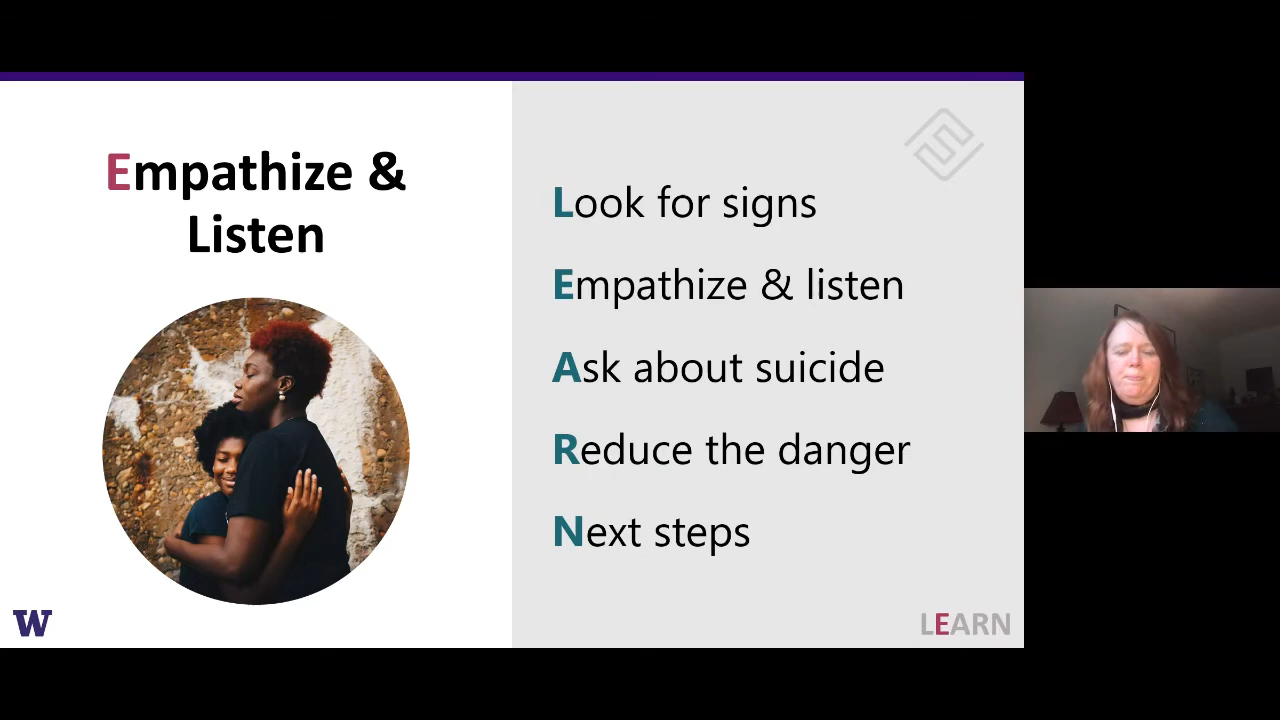 Empathize &
Listen
Look for signs
Empathize & listen
Ask about suicide
Reduce the danger
Next steps
W
LEARN